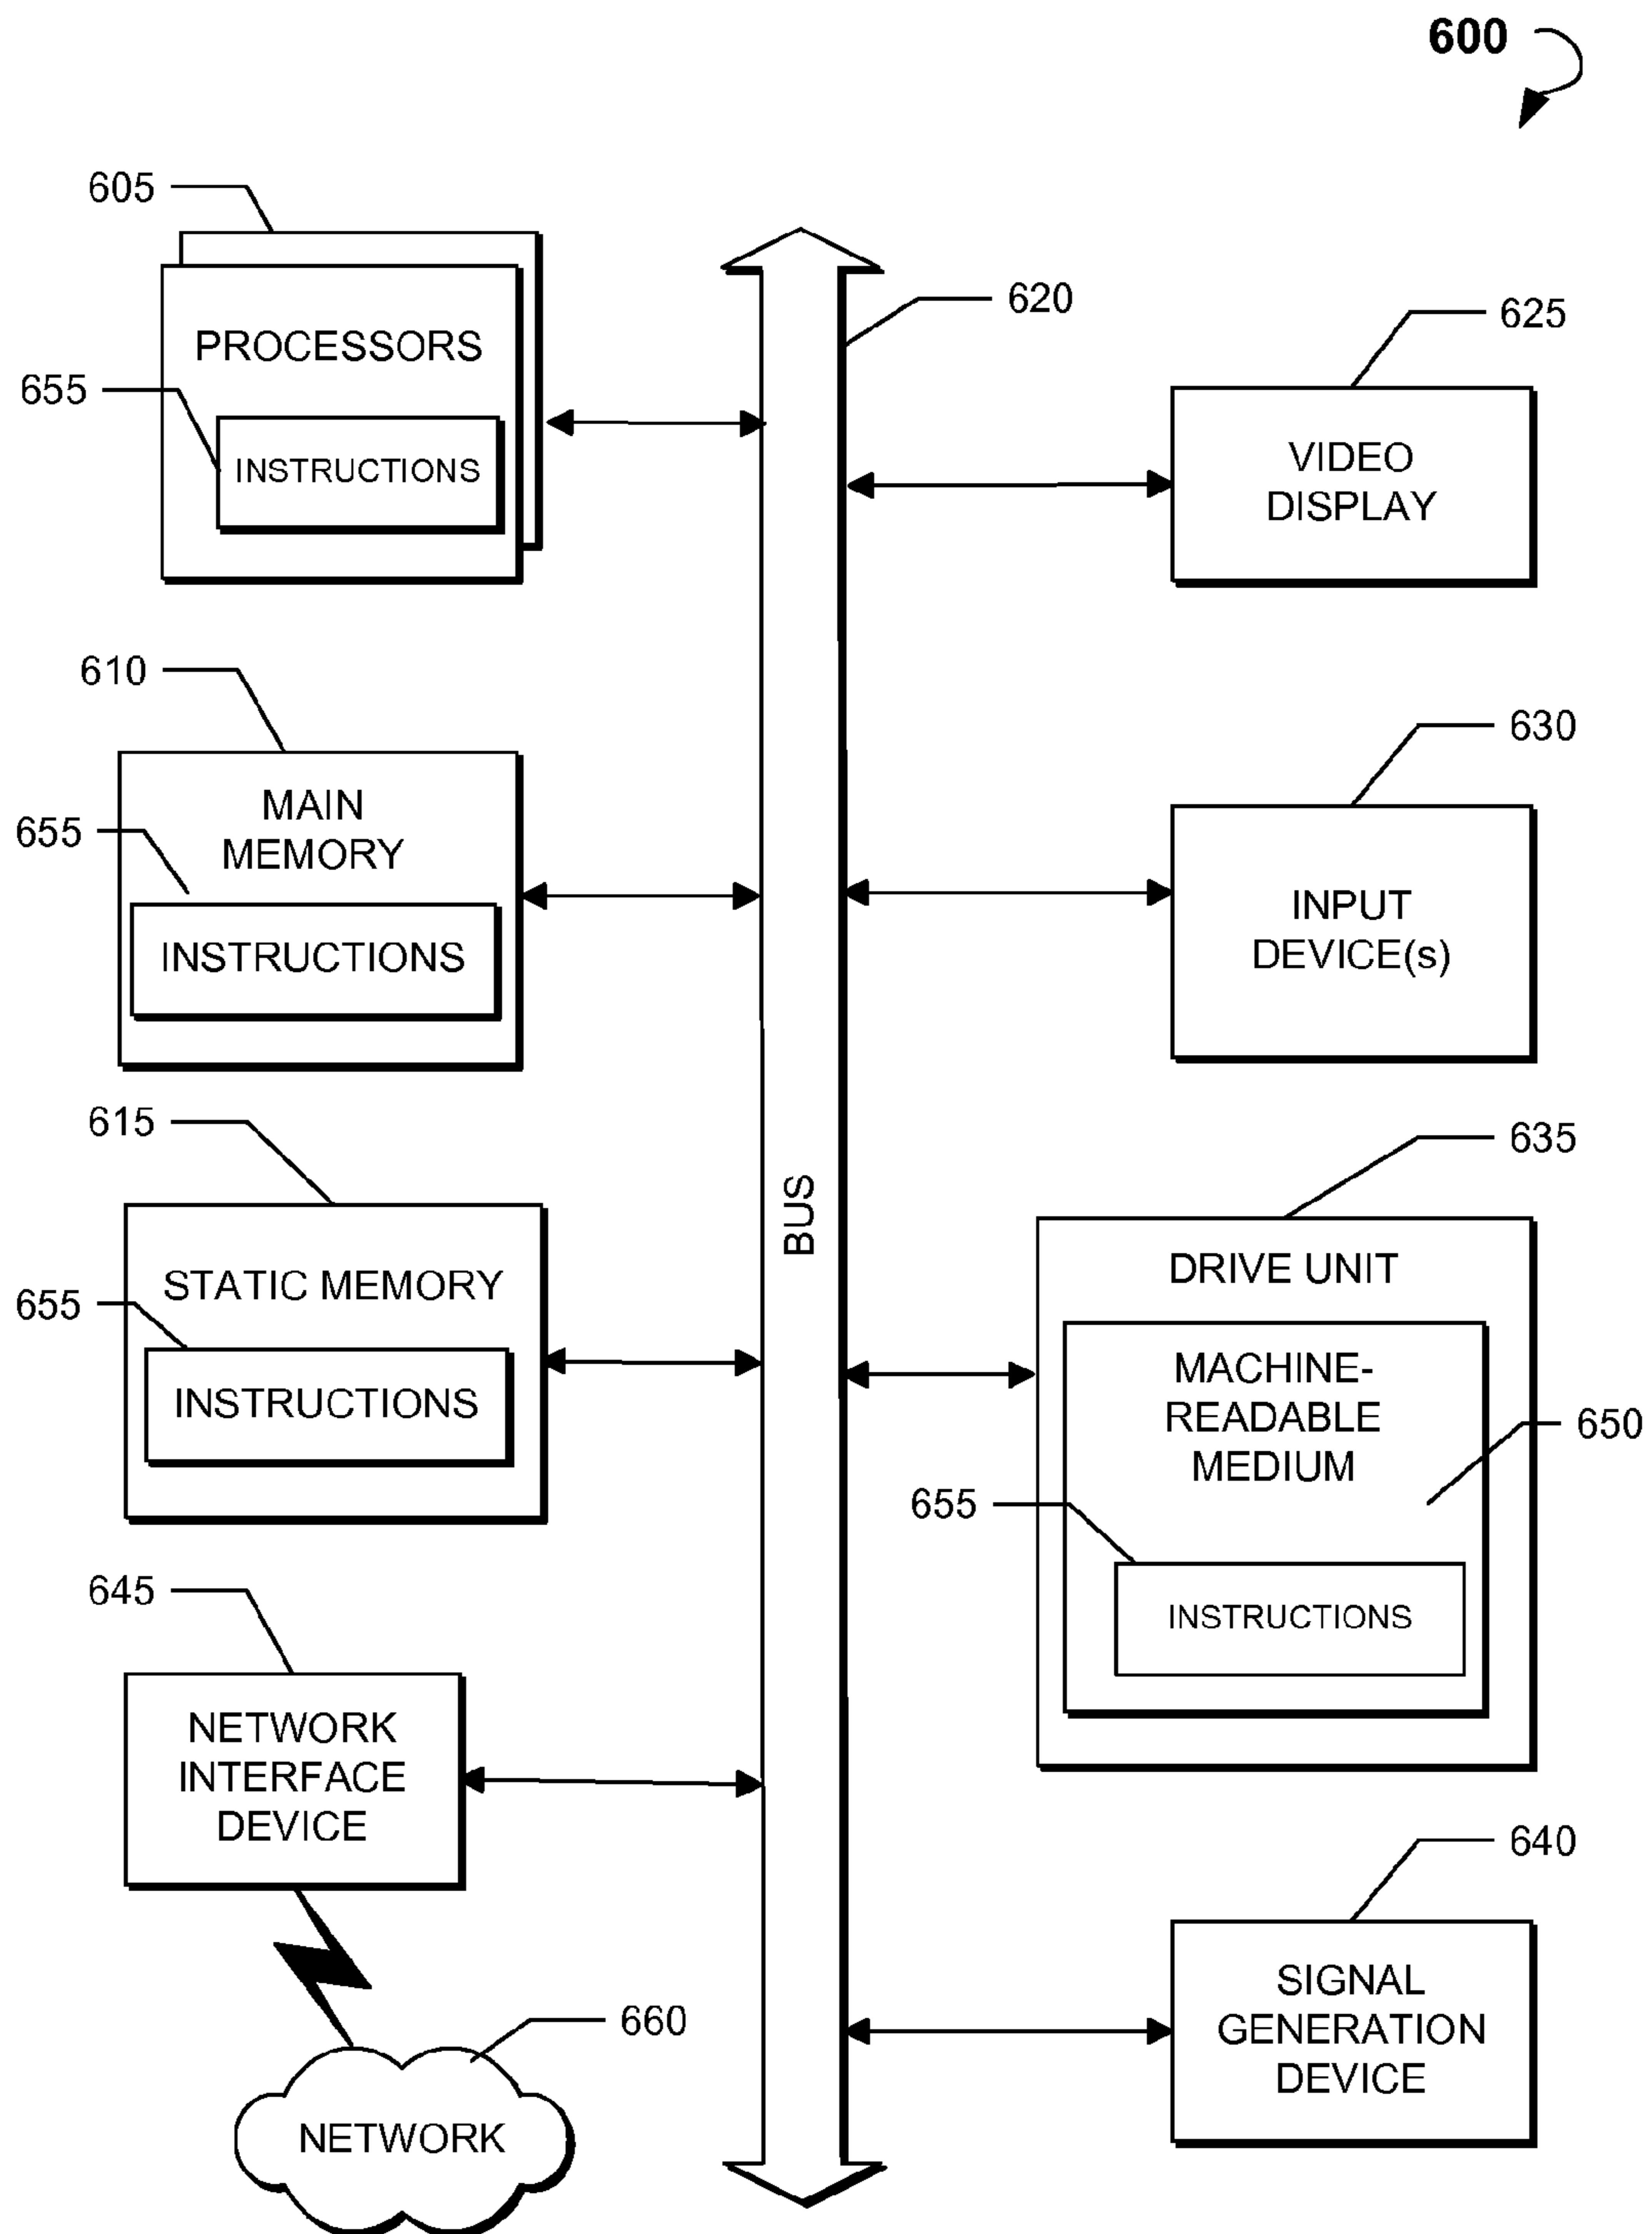 600
605
PROCESSORS
655
INSTRUCTIONS
620
625
VIDEO
DISPLAY
610
MAIN
MEMORY
655
INSTRUCTIONS
630
INPUT
DEVICE(s)
615
STATIC MEMORY
655
INSTRUCTIONS
BUS
635
DRIVE UNIT
MACHINE-
READABLE
MEDIUM
650
655
INSTRUCTIONS
645
NETWORK
INTERFACE
DEVICE
660
NETWORK
640
SIGNAL
GENERATION
DEVICE